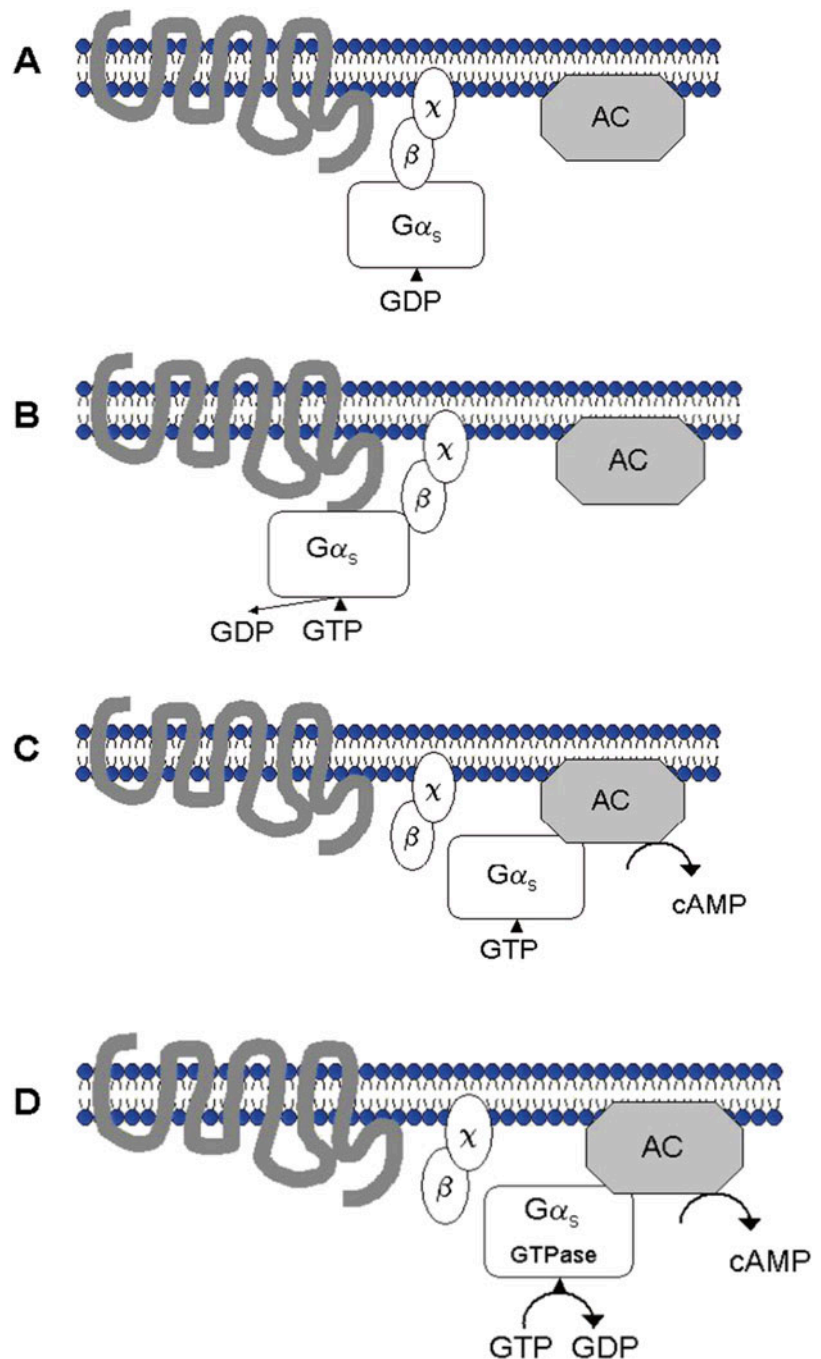 A
χ
AC
β
Gαs
GDP
B
χ
AC
β
Gαs
GDP GTP
C
χ
AC
β
Gαs
cAMP
GTP
D
χ
AC
β
Gαs
GTPase
cAMP
GTP GDP